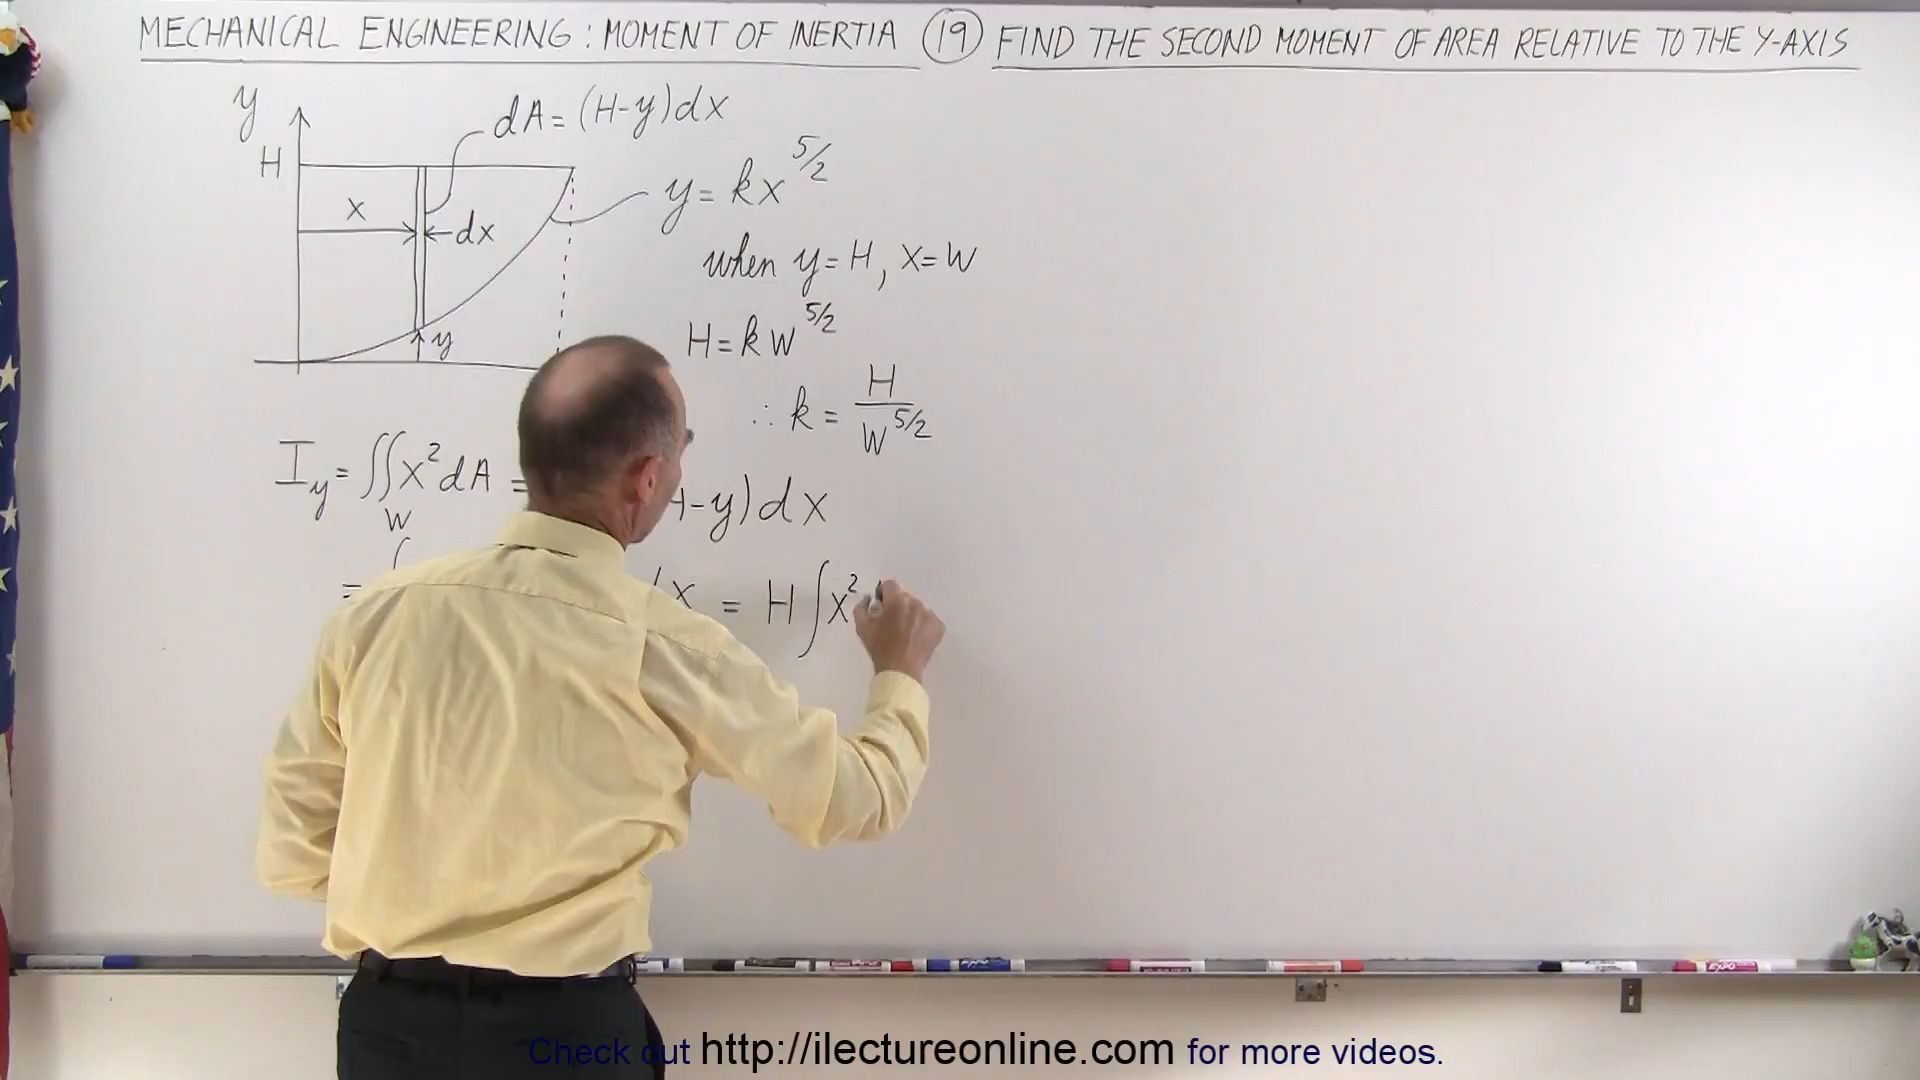 MECHANICAL ENGINEERING: MOMENT OF INERTIA (19) FIND THE SECOND MOMENT OF AREA RELATIVE TO THE Y-AXIS
y
dA = (H-y)dx
H
y = kx^5/2
x
dx
when y = H, x = W
y
H = kW^5/2
∴ k = H/W^5/2
I_y = ∬x²dA =
-y)dx
W
= x = H∫x²
EXPO
Check out http://ilectureonline.com for more videos.